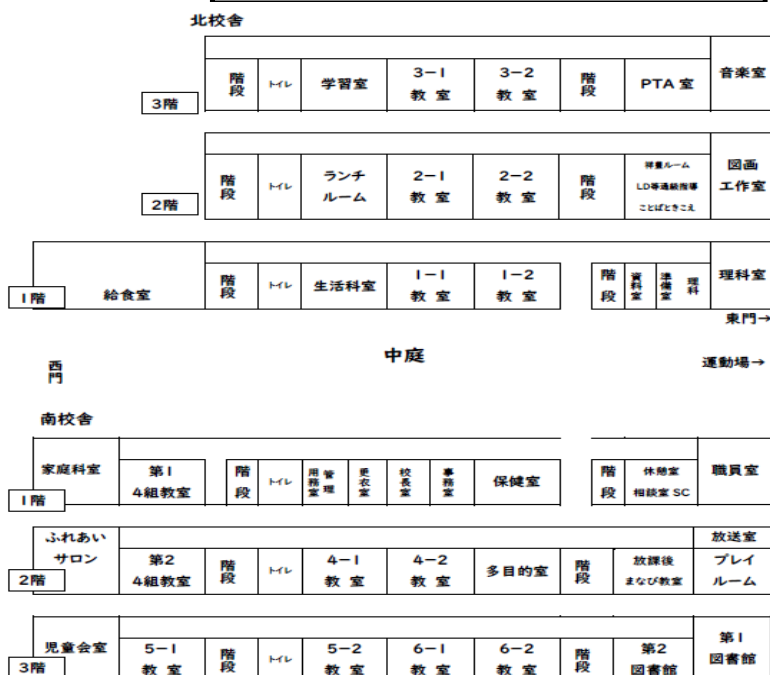 北校舎
階段
トイレ
学習室
3-1
教 室
3-2
教 室
階段
PTA 室
音楽室
3階
階段
トイレ
ランチ
ルーム
2-1
教 室
2-2
教 室
階段
LD等通級指導
ことばときこえ
図画
工作室
2階
給食室
階段
トイレ
生活科室
1-1
教 室
1-2
教 室
階段
資料室
準備室
理科
理科室
1階
東門→
西門
中庭
運動場→
南校舎
家庭科室
第1
4組教室
階段
トイレ
用務室
管理
更衣室
校長室
事務室
保健室
階段
休憩室
相談室 SC
職員室
1階
ふれあい
サロン
第2
4組教室
階段
トイレ
4-1
教 室
4-2
教 室
多目的室
階段
放課後
まなび教室
放送室
プレイ
ルーム
2階
児童会室
5-1
教 室
階段
トイレ
5-2
教 室
6-1
教 室
6-2
教 室
階段
第2
図書館
第1
図書館
3階